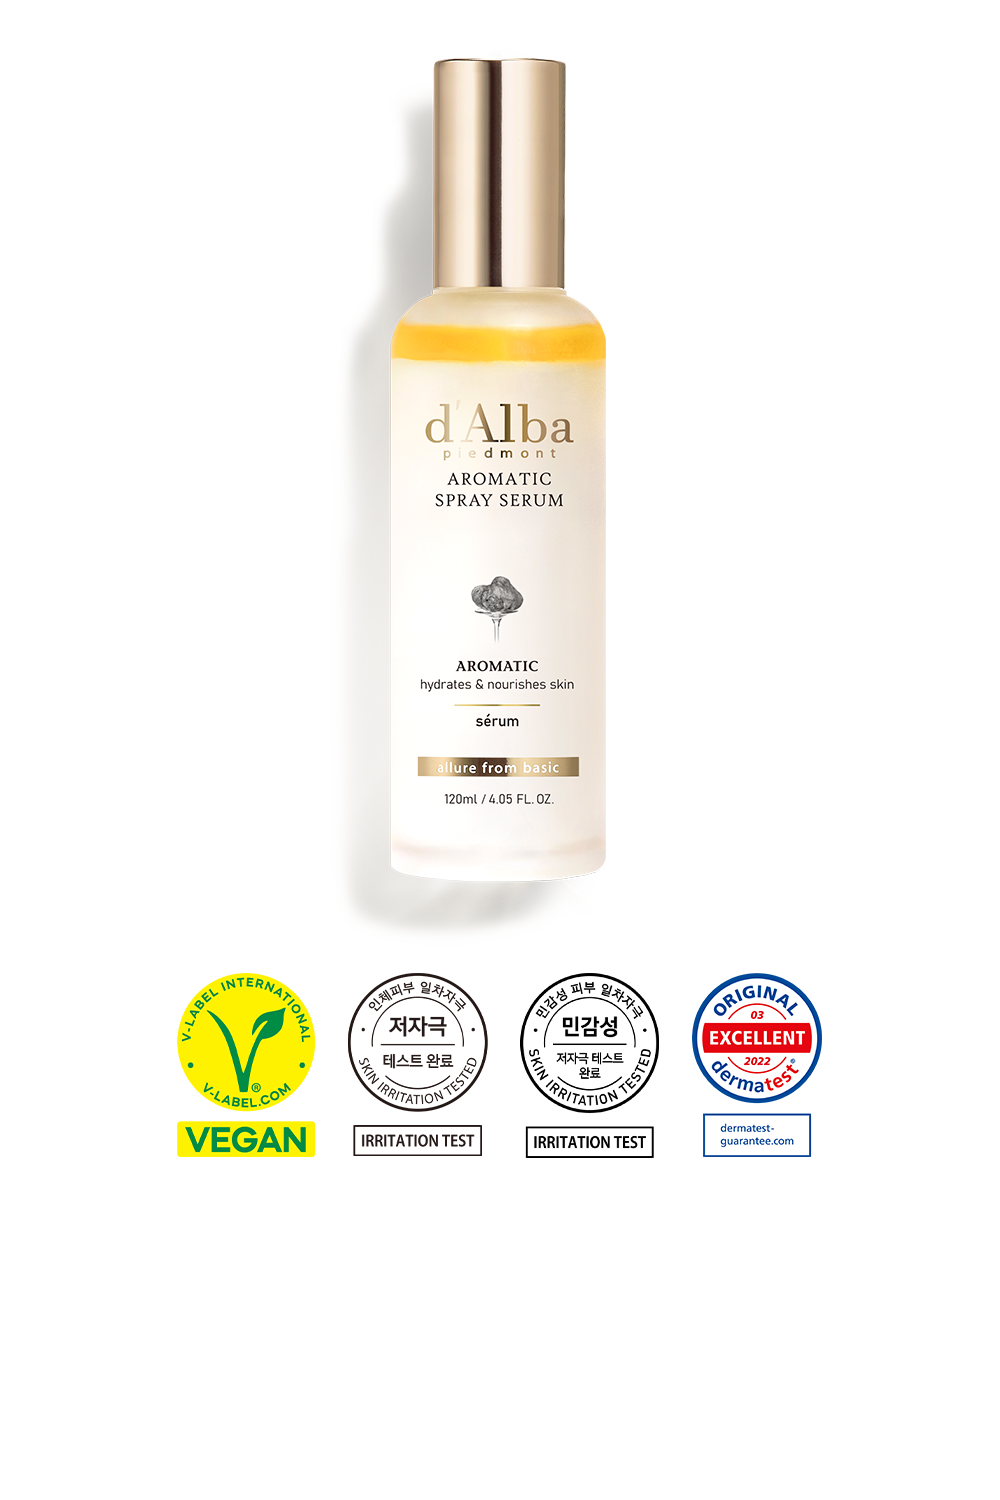 d'Alba
piedmont
AROMATIC
SPRAY SERUM
AROMATIC
hydrates & nourishes skin
sérum
allure from basic
120ml / 4.05 FL. OZ.
V-LABEL INTERNATIONAL
®
V-LABEL.COM
VEGAN
인체피부 일차자극
저자극
테스트 완료
SKIN IRRITATION TESTED
IRRITATION TEST
민감성 피부 일차자극
민감성
저자극 테스트
완료
SKIN IRRITATION TESTED
IRRITATION TEST
ORIGINAL
03
EXCELLENT
2022
dermatest®
dermatest-
guarantee.com